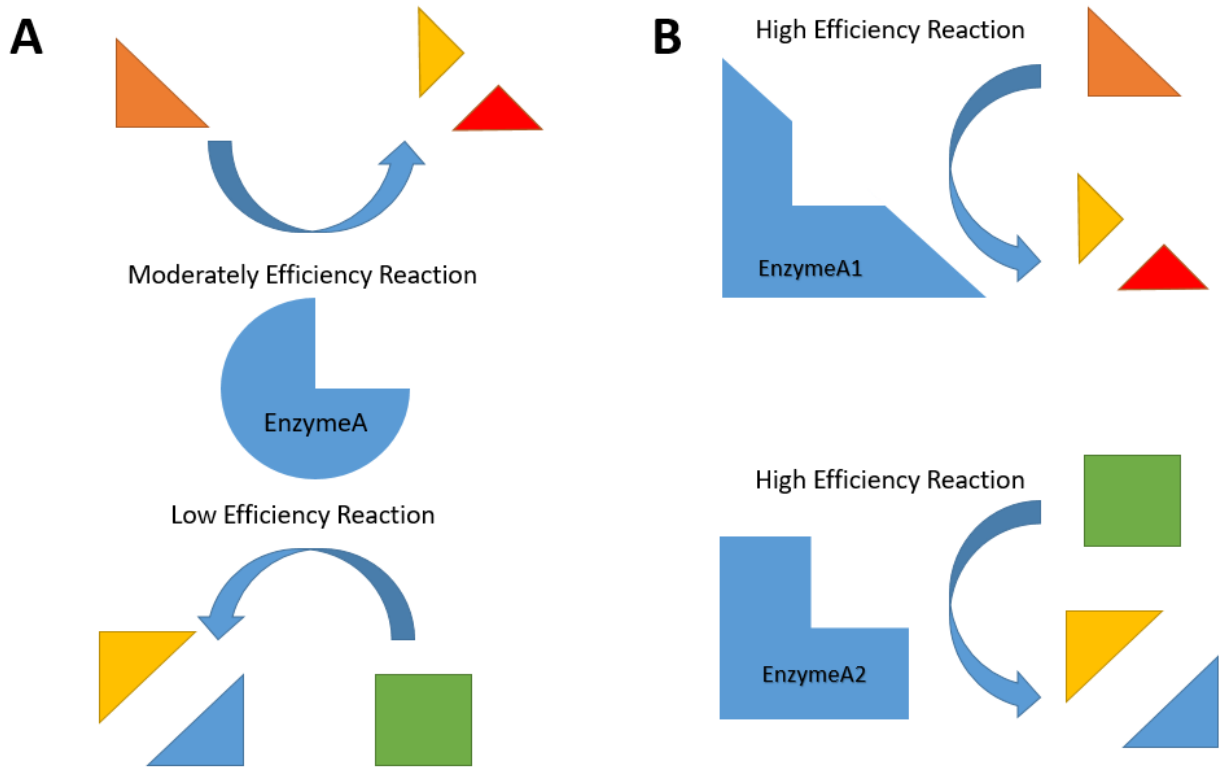 A
Moderately Efficiency Reaction
EnzymeA
Low Efficiency Reaction
B
High Efficiency Reaction
EnzymeA1
High Efficiency Reaction
EnzymeA2